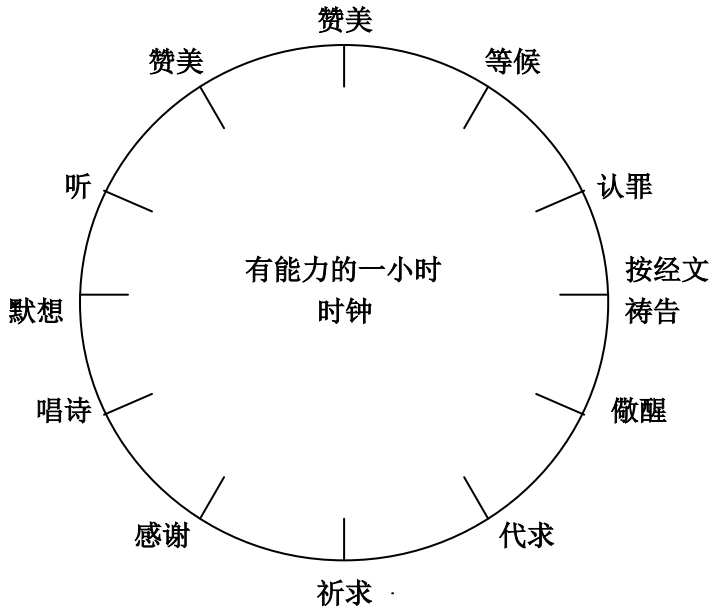 赞美
赞美
等候
听
认罪
有能力的一小时
时钟
按经文
祷告
默想
唱诗
儆醒
感谢
代求
祈求